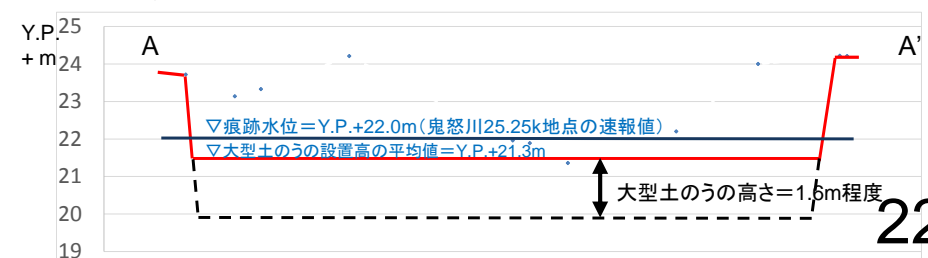 Y.P.
+ m
25
24
23
22
21
20
19
A
A'
▽痕跡水位=Y.P.+22.0m(鬼怒川25.25k地点の速報値)
▽大型土のうの設置高の平均値=Y.P.+21.3m
大型土のうの高さ=1.6m程度
22